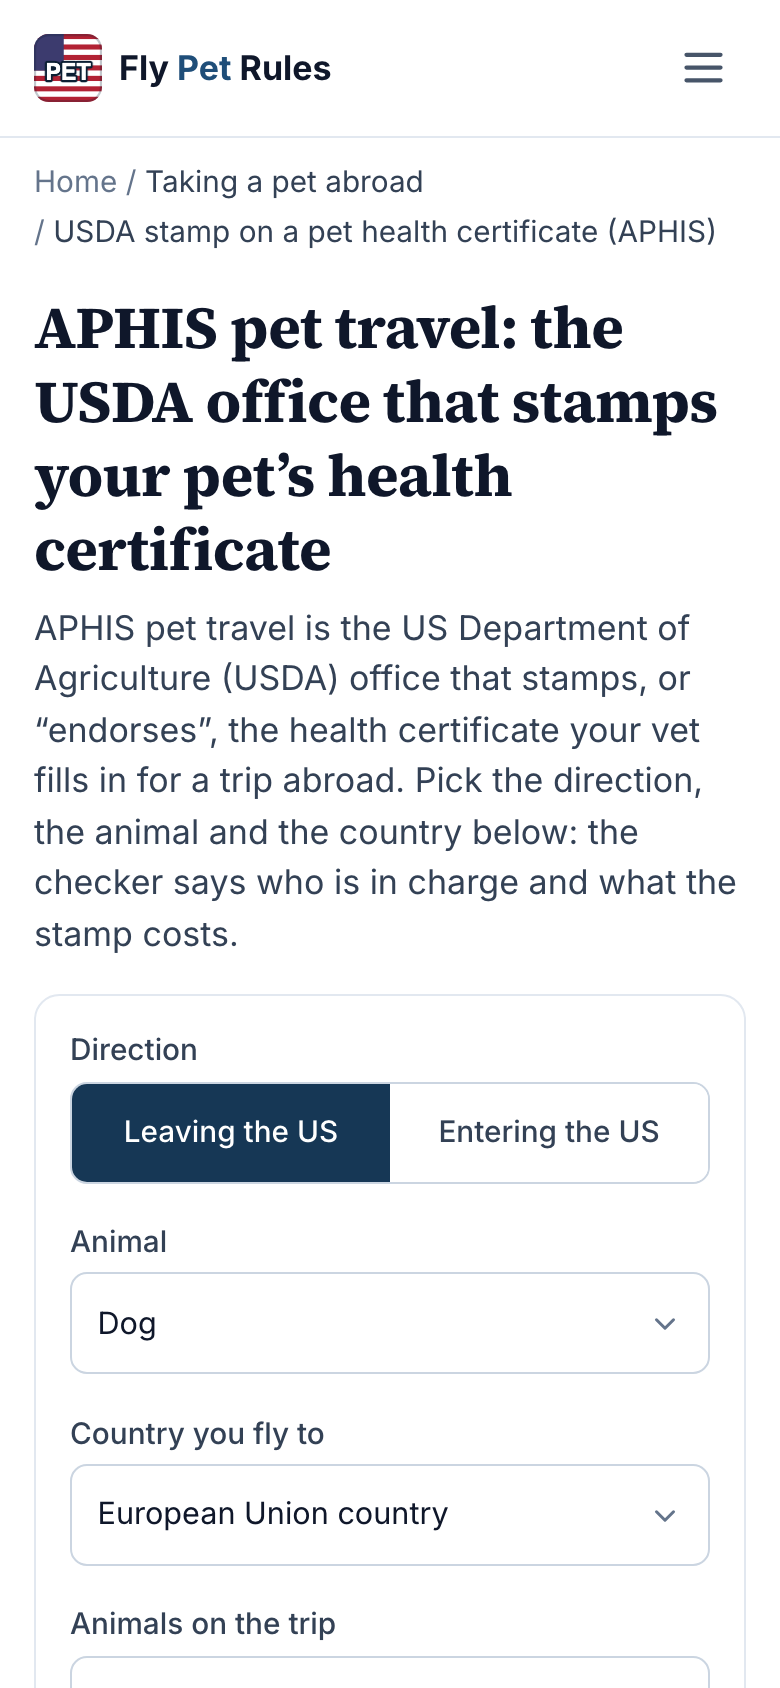 PET
Fly Pet Rules
Home / Taking a pet abroad
/ USDA stamp on a pet health certificate (APHIS)
APHIS pet travel: the
USDA office that stamps
your pet’s health
certificate
APHIS pet travel is the US Department of
Agriculture (USDA) office that stamps, or
“endorses”, the health certificate your vet
fills in for a trip abroad. Pick the direction,
the animal and the country below: the
checker says who is in charge and what the
stamp costs.
Direction
Leaving the US
Entering the US
Animal
Dog
Country you fly to
European Union country
Animals on the trip